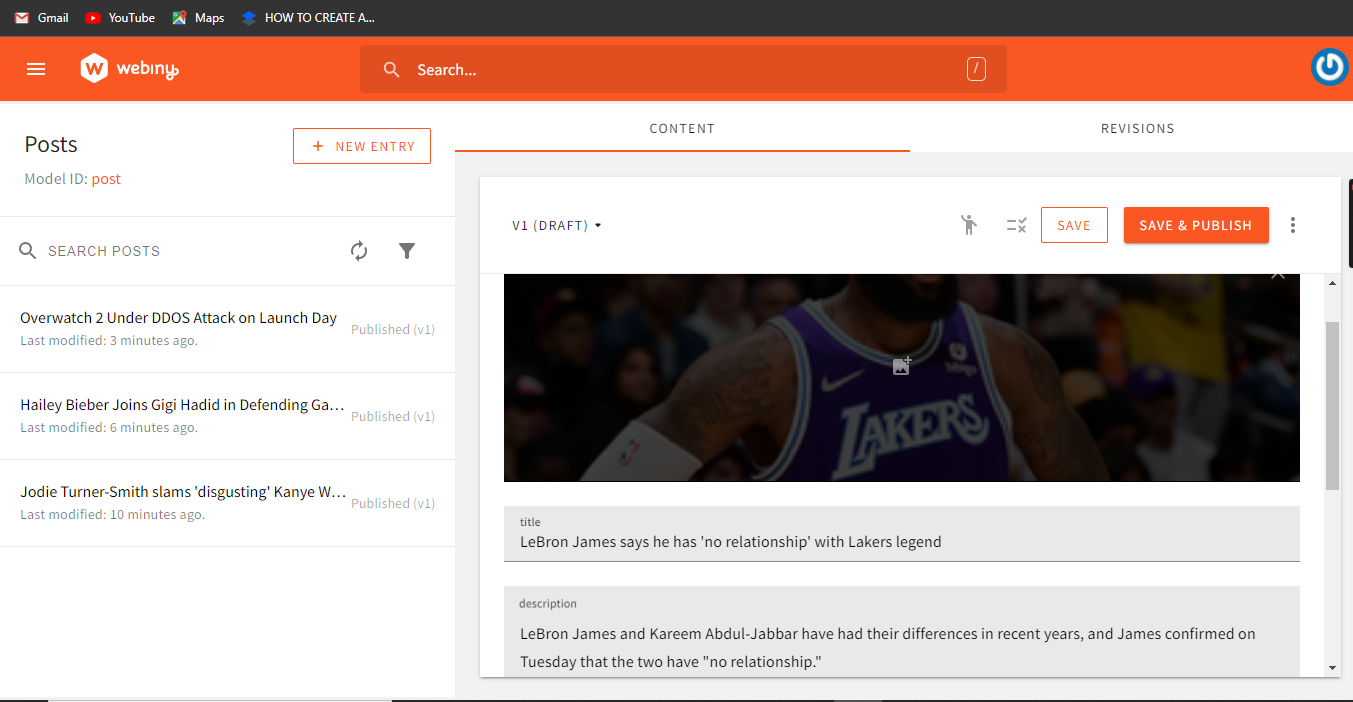 Gmail YouTube Maps HOW TO CREATE A...
webiny Search... /
CONTENT REVISIONS
Posts + NEW ENTRY
Model ID: post
V1 (DRAFT) SAVE SAVE & PUBLISH
SEARCH POSTS
Overwatch 2 Under DDOS Attack on Launch Day
Last modified: 3 minutes ago.
Published (v1)
Hailey Bieber Joins Gigi Hadid in Defending Ga...
Last modified: 6 minutes ago.
Published (v1)
Jodie Turner-Smith slams 'disgusting' Kanye W...
Last modified: 10 minutes ago.
Published (v1)
LAKERS
title
LeBron James says he has 'no relationship' with Lakers legend
description
LeBron James and Kareem Abdul-Jabbar have had their differences in recent years, and James confirmed on
Tuesday that the two have "no relationship."